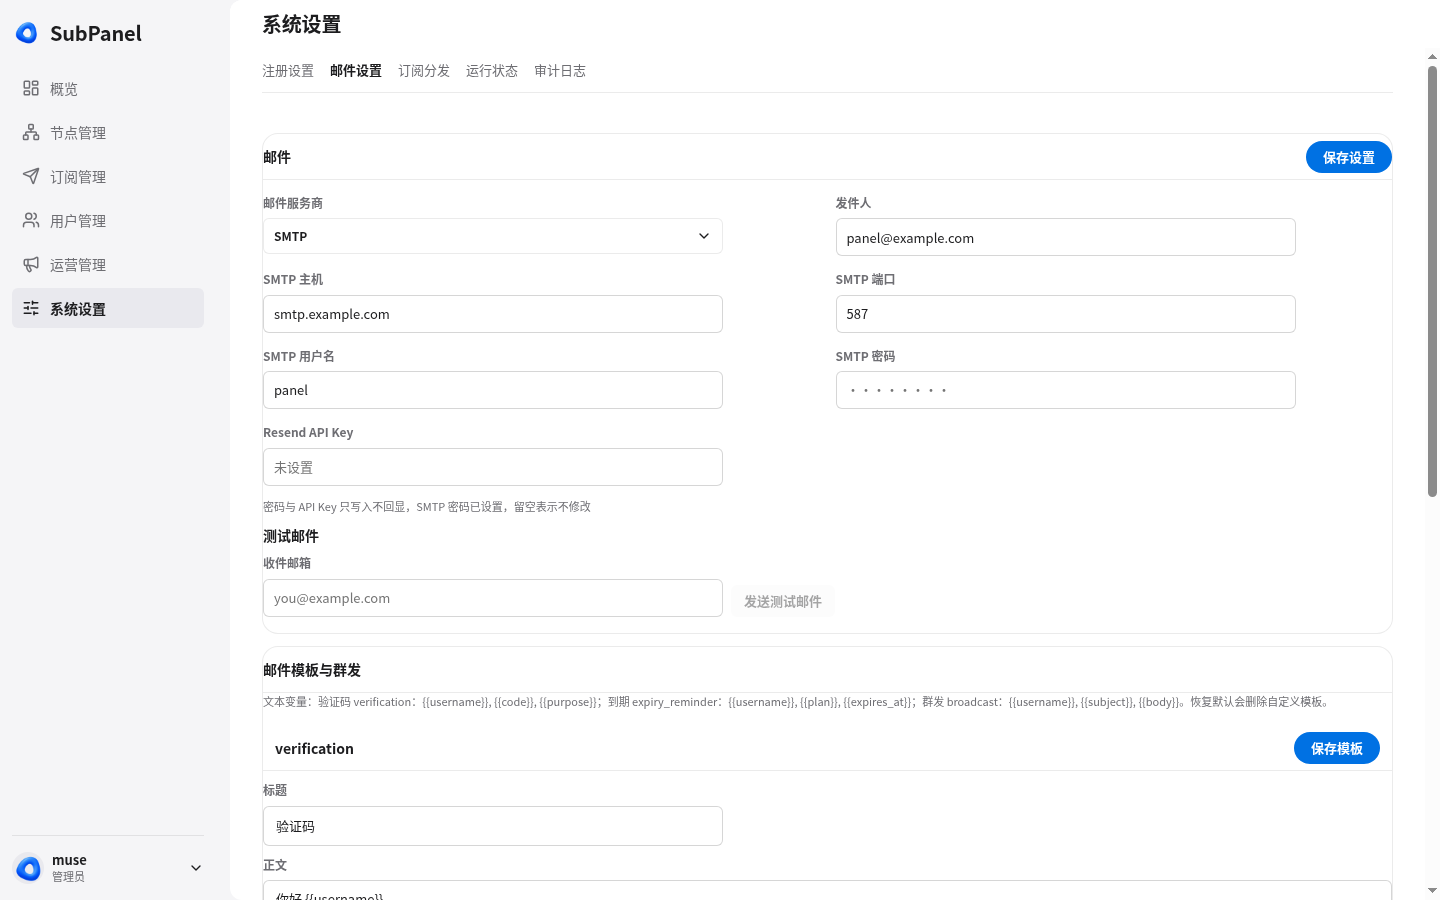 SubPanel
概览
节点管理
订阅管理
用户管理
运营管理
系统设置
muse
管理员
系统设置
注册设置 邮件设置 订阅分发 运行状态 审计日志
邮件 保存设置
邮件服务商 发件人
SMTP panel@example.com
SMTP 主机 SMTP 端口
smtp.example.com 587
SMTP 用户名 SMTP 密码
panel ••••••••
Resend API Key
未设置
密码与 API Key 只写入不回显，SMTP 密码已设置，留空表示不修改
测试邮件
收件邮箱
you@example.com 发送测试邮件
邮件模板与群发
文本变量：验证码 verification：{{username}}, {{code}}, {{purpose}}；到期 expiry_reminder：{{username}}, {{plan}}, {{expires_at}}；群发 broadcast：{{username}}, {{subject}}, {{body}}。恢复默认会删除自定义模板。
verification 保存模板
标题
验证码
正文
你好 {{username}}